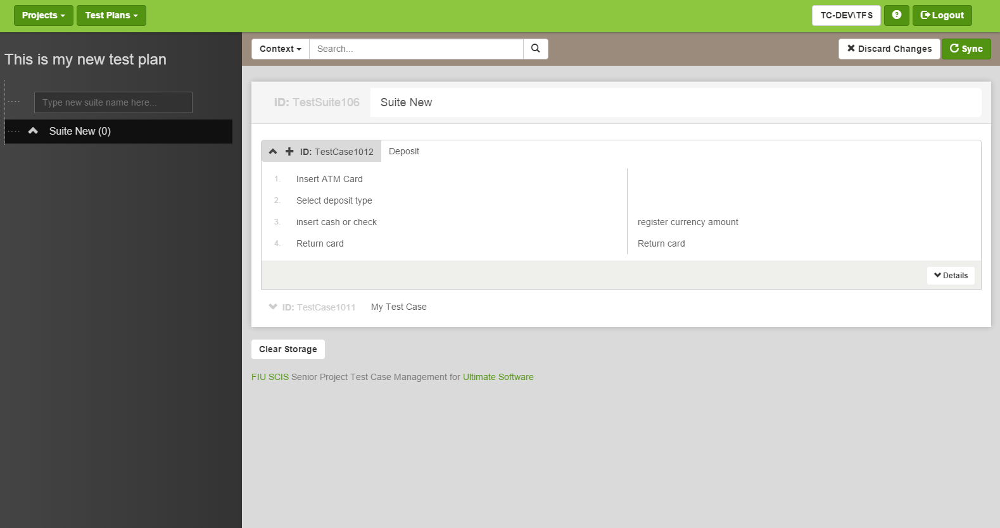 Projects
Test Plans
TC-DEV\TFS
Logout
This is my new test plan
Type new suite name here...
Suite New (0)
Context
Search...
Discard Changes
Sync
ID: TestSuite106
Suite New
ID: TestCase1012
Deposit
1. Insert ATM Card
2. Select deposit type
3. insert cash or check register currency amount
4. Return card Return card
Details
ID: TestCase1011 My Test Case
Clear Storage
FIU SCIS Senior Project Test Case Management for Ultimate Software